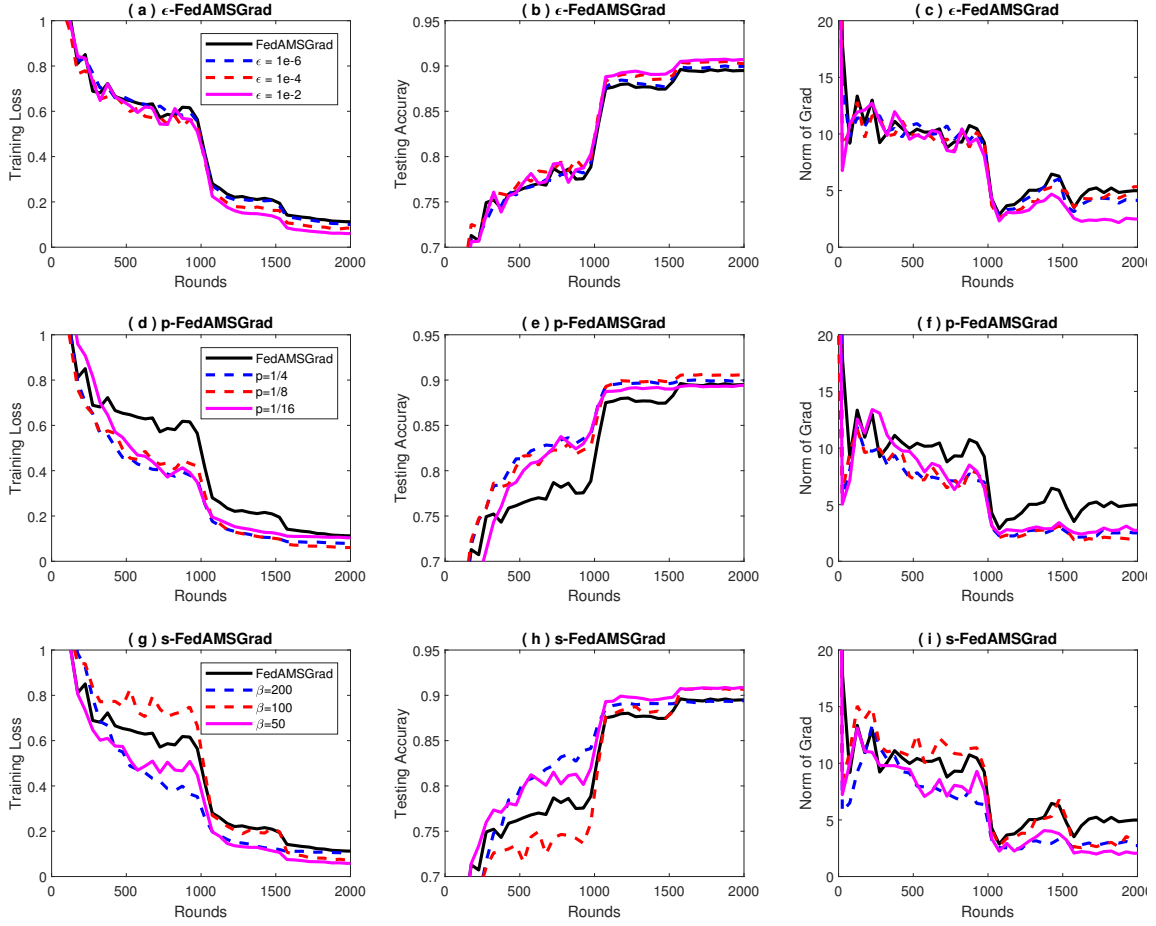 ( a ) ϵ-FedAMSGrad
Training Loss
1
0.8
0.6
0.4
0.2
0
FedAMSGrad
ϵ = 1e-6
ϵ = 1e-4
ϵ = 1e-2
0 500 1000 1500 2000
Rounds
( b ) ϵ-FedAMSGrad
Testing Accuray
0.95
0.9
0.85
0.8
0.75
0.7
0 500 1000 1500 2000
Rounds
( c ) ϵ-FedAMSGrad
Norm of Grad
20
15
10
5
0
0 500 1000 1500 2000
Rounds
( d ) p-FedAMSGrad
Training Loss
1
0.8
0.6
0.4
0.2
0
FedAMSGrad
p=1/4
p=1/8
p=1/16
0 500 1000 1500 2000
Rounds
( e ) p-FedAMSGrad
Testing Accuray
0.95
0.9
0.85
0.8
0.75
0.7
0 500 1000 1500 2000
Rounds
( f ) p-FedAMSGrad
Norm of Grad
20
15
10
5
0
0 500 1000 1500 2000
Rounds
( g ) s-FedAMSGrad
Training Loss
1
0.8
0.6
0.4
0.2
0
FedAMSGrad
β=200
β=100
β=50
0 500 1000 1500 2000
Rounds
( h ) s-FedAMSGrad
Testing Accuray
0.95
0.9
0.85
0.8
0.75
0.7
0 500 1000 1500 2000
Rounds
( i ) s-FedAMSGrad
Norm of Grad
20
15
10
5
0
0 500 1000 1500 2000
Rounds